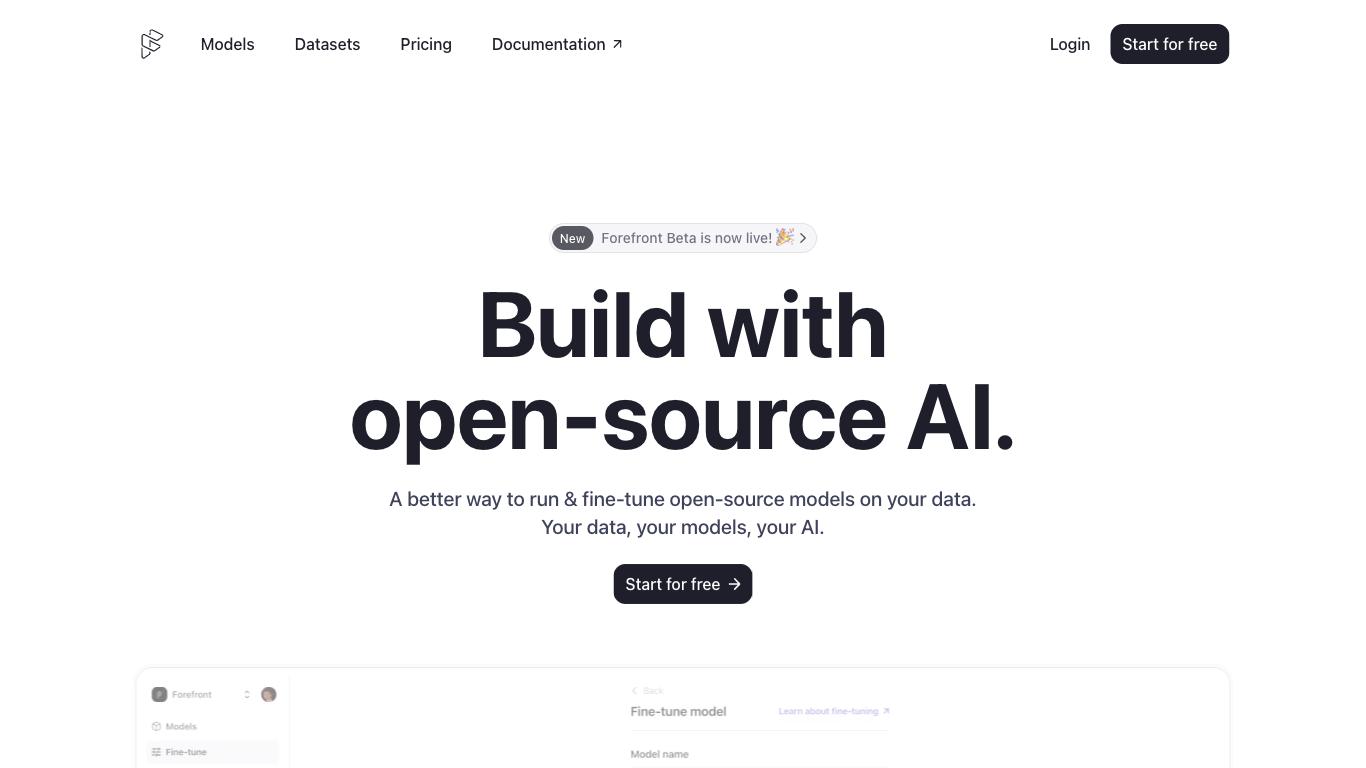 Models Datasets Pricing Documentation ↗ Login Start for free
New Forefront Beta is now live! 🎉 >
Build with
open-source AI.
A better way to run & fine-tune open-source models on your data.
Your data, your models, your AI.
Start for free →
Forefront
Models
Fine-tune
Back
Fine-tune model Learn about fine-tuning ↗
Model name